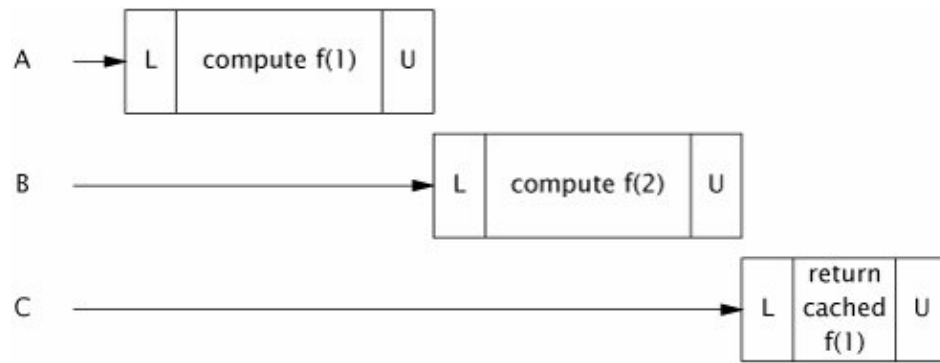 A L compute f(1) U
B L compute f(2) U
C L return cached f(1) U